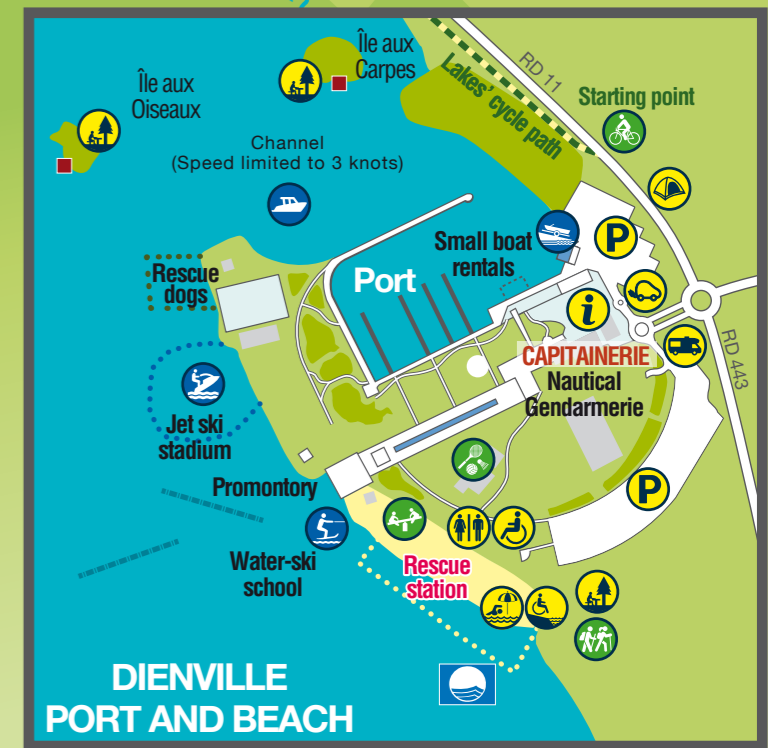 Île aux
Carpes
Île aux
Oiseaux
RD 11
Lakes' cycle path
Starting point
Channel
(Speed limited to 3 knots)
P
Small boat
rentals
Port
Rescue
dogs
i
CAPITAINERIE
Nautical
Gendarmerie
RD 443
Jet ski
stadium
Promontory
P
Water-ski
school
Rescue
station
DIENVILLE
PORT AND BEACH